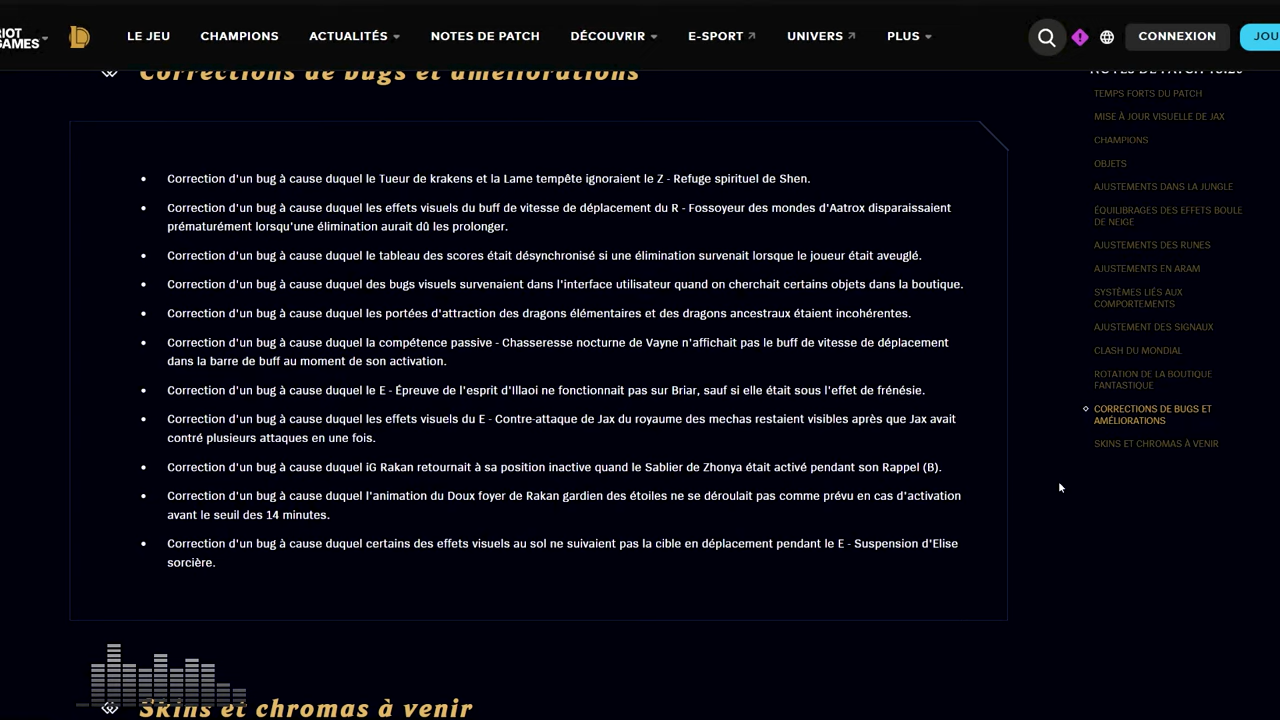 RIOT
GAMES
LE JEU
CHAMPIONS
ACTUALITÉS
NOTES DE PATCH
DÉCOUVRIR
E-SPORT
UNIVERS
PLUS
CONNEXION
JOU
Corrections de bugs et améliorations
Correction d'un bug à cause duquel le Tueur de krakens et la Lame tempête ignoraient le Z - Refuge spirituel de Shen.
Correction d'un bug à cause duquel les effets visuels du buff de vitesse de déplacement du R - Fossoyeur des mondes d'Aatrox disparaissaient
prématurément lorsqu'une élimination aurait dû les prolonger.
Correction d'un bug à cause duquel le tableau des scores était désynchronisé si une élimination survenait lorsque le joueur était aveuglé.
Correction d'un bug à cause duquel des bugs visuels survenaient dans l'interface utilisateur quand on cherchait certains objets dans la boutique.
Correction d'un bug à cause duquel les portées d'attraction des dragons élémentaires et des dragons ancestraux étaient incohérentes.
Correction d'un bug à cause duquel la compétence passive - Chasseresse nocturne de Vayne n'affichait pas le buff de vitesse de déplacement
dans la barre de buff au moment de son activation.
Correction d'un bug à cause duquel le E - Épreuve de l'esprit d'Illaoi ne fonctionnait pas sur Briar, sauf si elle était sous l'effet de frénésie.
Correction d'un bug à cause duquel les effets visuels du E - Contre-attaque de Jax du royaume des mechas restaient visibles après que Jax avait
contré plusieurs attaques en une fois.
Correction d'un bug à cause duquel iG Rakan retournait à sa position inactive quand le Sablier de Zhonya était activé pendant son Rappel (B).
Correction d'un bug à cause duquel l'animation du Doux foyer de Rakan gardien des étoiles ne se déroulait pas comme prévu en cas d'activation
avant le seuil des 14 minutes.
Correction d'un bug à cause duquel certains des effets visuels au sol ne suivaient pas la cible en déplacement pendant le E - Suspension d'Elise
sorcière.
Skins et chromas à venir
NOTES DE PATCH 13.20
TEMPS FORTS DU PATCH
MISE À JOUR VISUELLE DE JAX
CHAMPIONS
OBJETS
AJUSTEMENTS DANS LA JUNGLE
ÉQUILIBRAGES DES EFFETS BOULE
DE NEIGE
AJUSTEMENTS DES RUNES
AJUSTEMENTS EN ARAM
SYSTÈMES LIÉS AUX
COMPORTEMENTS
AJUSTEMENT DES SIGNAUX
CLASH DU MONDIAL
ROTATION DE LA BOUTIQUE
FANTASTIQUE
CORRECTIONS DE BUGS ET
AMÉLIORATIONS
SKINS ET CHROMAS À VENIR